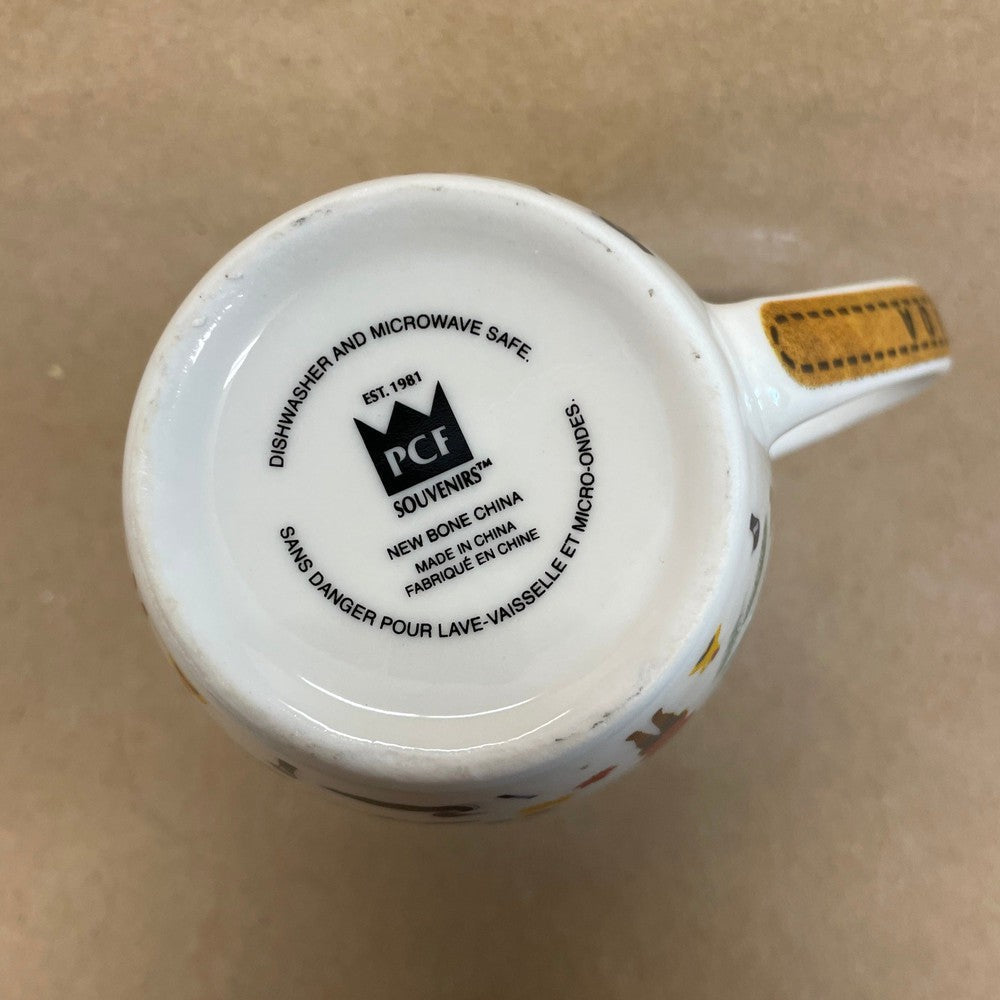 DISHWASHER AND MICROWAVE SAFE.
EST. 1981
PCF
SOUVENIRS™
NEW BONE CHINA
MADE IN CHINA
FABRIQUÉ EN CHINE
SANS DANGER POUR LAVE-VAISSELLE ET MICRO-ONDES.